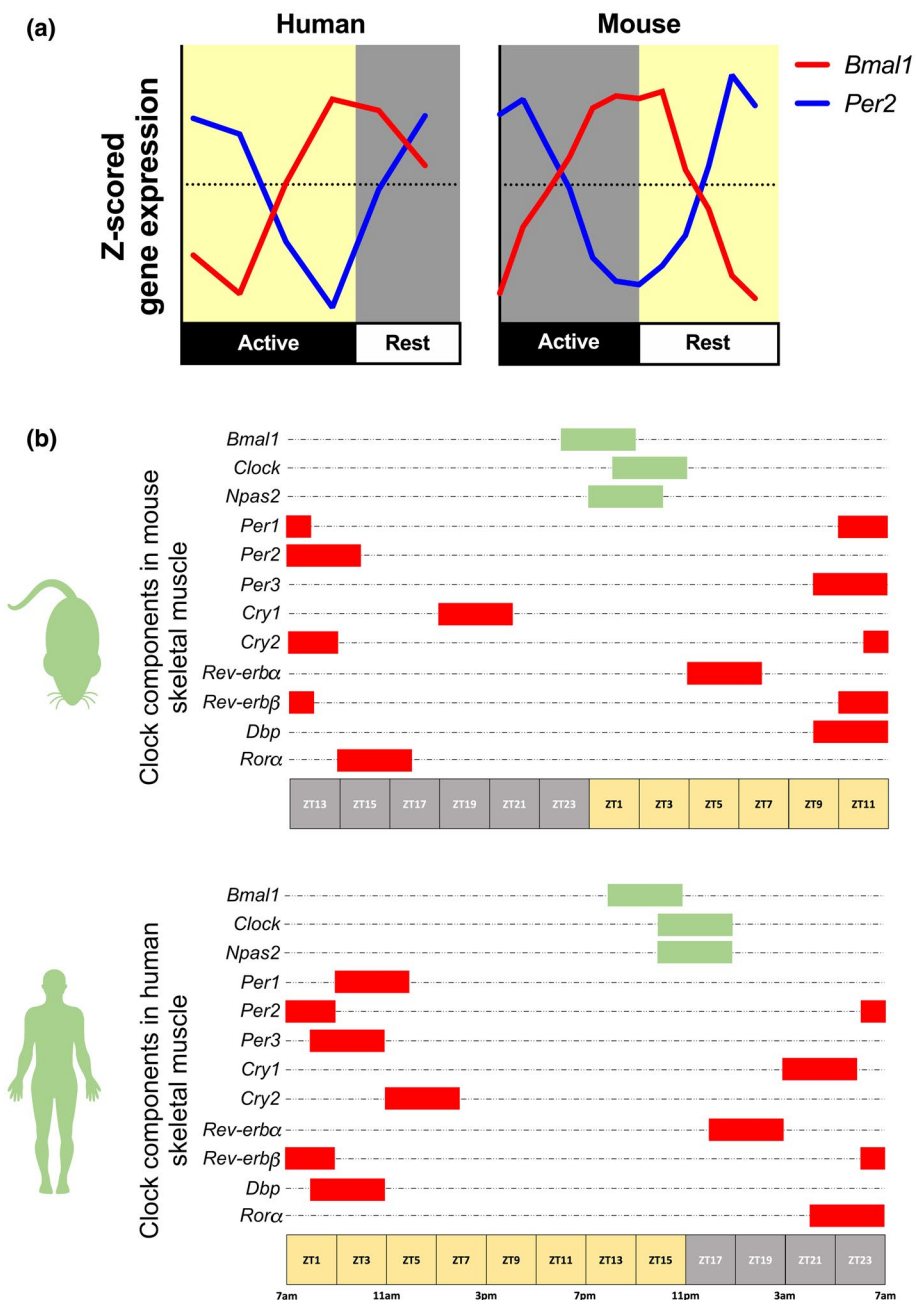 (a)
Human
Mouse
Bmal1
Per2
Z-scored
gene expression
Active
Rest
Active
Rest
(b)
Clock components in mouse
skeletal muscle
Bmal1
Clock
Npas2
Per1
Per2
Per3
Cry1
Cry2
Rev-erbα
Rev-erbβ
Dbp
Rorα
ZT13 ZT15 ZT17 ZT19 ZT21 ZT23 ZT1 ZT3 ZT5 ZT7 ZT9 ZT11
Clock components in human
skeletal muscle
Bmal1
Clock
Npas2
Per1
Per2
Per3
Cry1
Cry2
Rev-erbα
Rev-erbβ
Dbp
Rorα
ZT1 ZT3 ZT5 ZT7 ZT9 ZT11 ZT13 ZT15 ZT17 ZT19 ZT21 ZT23
7am 11am 3pm 7pm 11pm 3am 7am